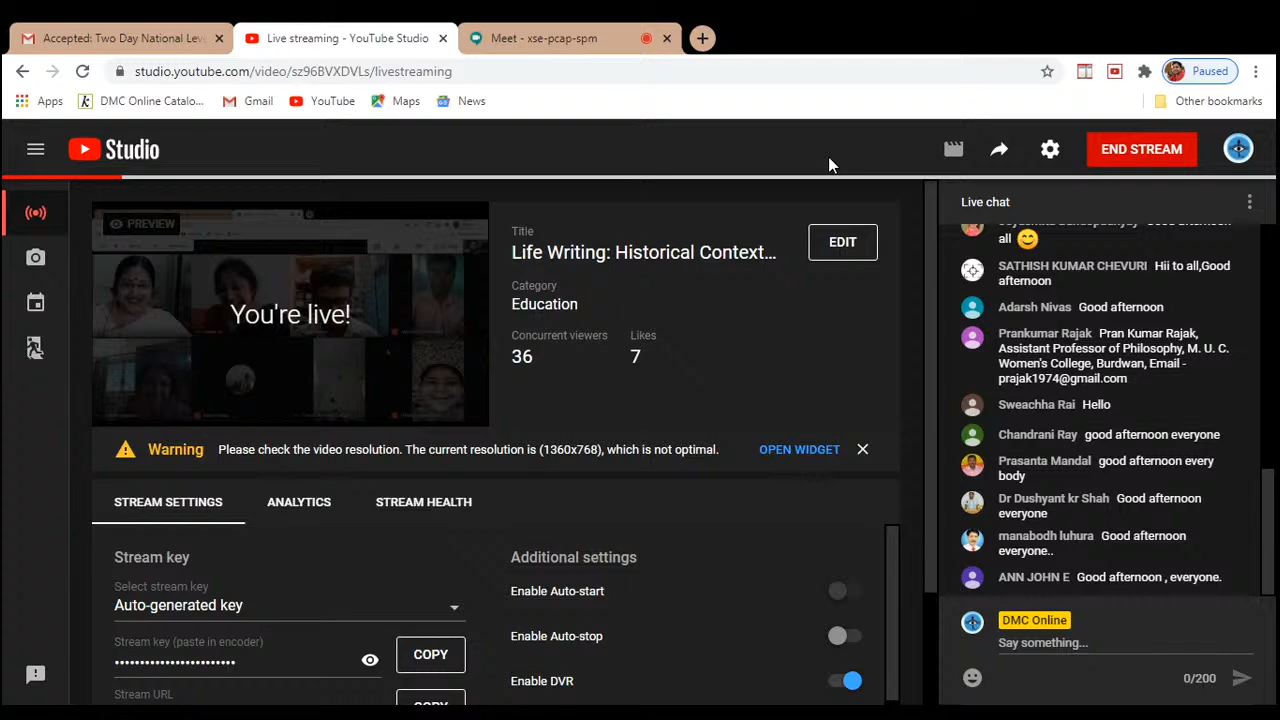 Accepted: Two Day National Lev
Live streaming - YouTube Studio
Meet - xse-pcap-spm
studio.youtube.com/video/sz96BVXDVLs/livestreaming
Paused
Apps
DMC Online Catalo...
Gmail
YouTube
Maps
News
Other bookmarks
Studio
END STREAM
PREVIEW
You're live!
Title
Life Writing: Historical Context...
EDIT
Category
Education
Concurrent viewers
Likes
36
7
Warning
Please check the video resolution. The current resolution is (1360x768), which is not optimal.
OPEN WIDGET
STREAM SETTINGS
ANALYTICS
STREAM HEALTH
Stream key
Select stream key
Auto-generated key
Stream key (paste in encoder)
••••••••••••••••••••••••
COPY
Stream URL
Additional settings
Enable Auto-start
Enable Auto-stop
Enable DVR
Live chat
all
SATHISH KUMAR CHEVURI Hii to all,Good
afternoon
Adarsh Nivas Good afternoon
Prankumar Rajak Pran Kumar Rajak,
Assistant Professor of Philosophy, M. U. C.
Women's College, Burdwan, Email -
prajak1974@gmail.com
Sweachha Rai Hello
Chandrani Ray good afternoon everyone
Prasanta Mandal good afternoon every
body
Dr Dushyant kr Shah Good afternoon
everyone
manabodh luhura Good afternoon
everyone..
ANN JOHN E Good afternoon , everyone.
DMC Online
Say something...
0/200